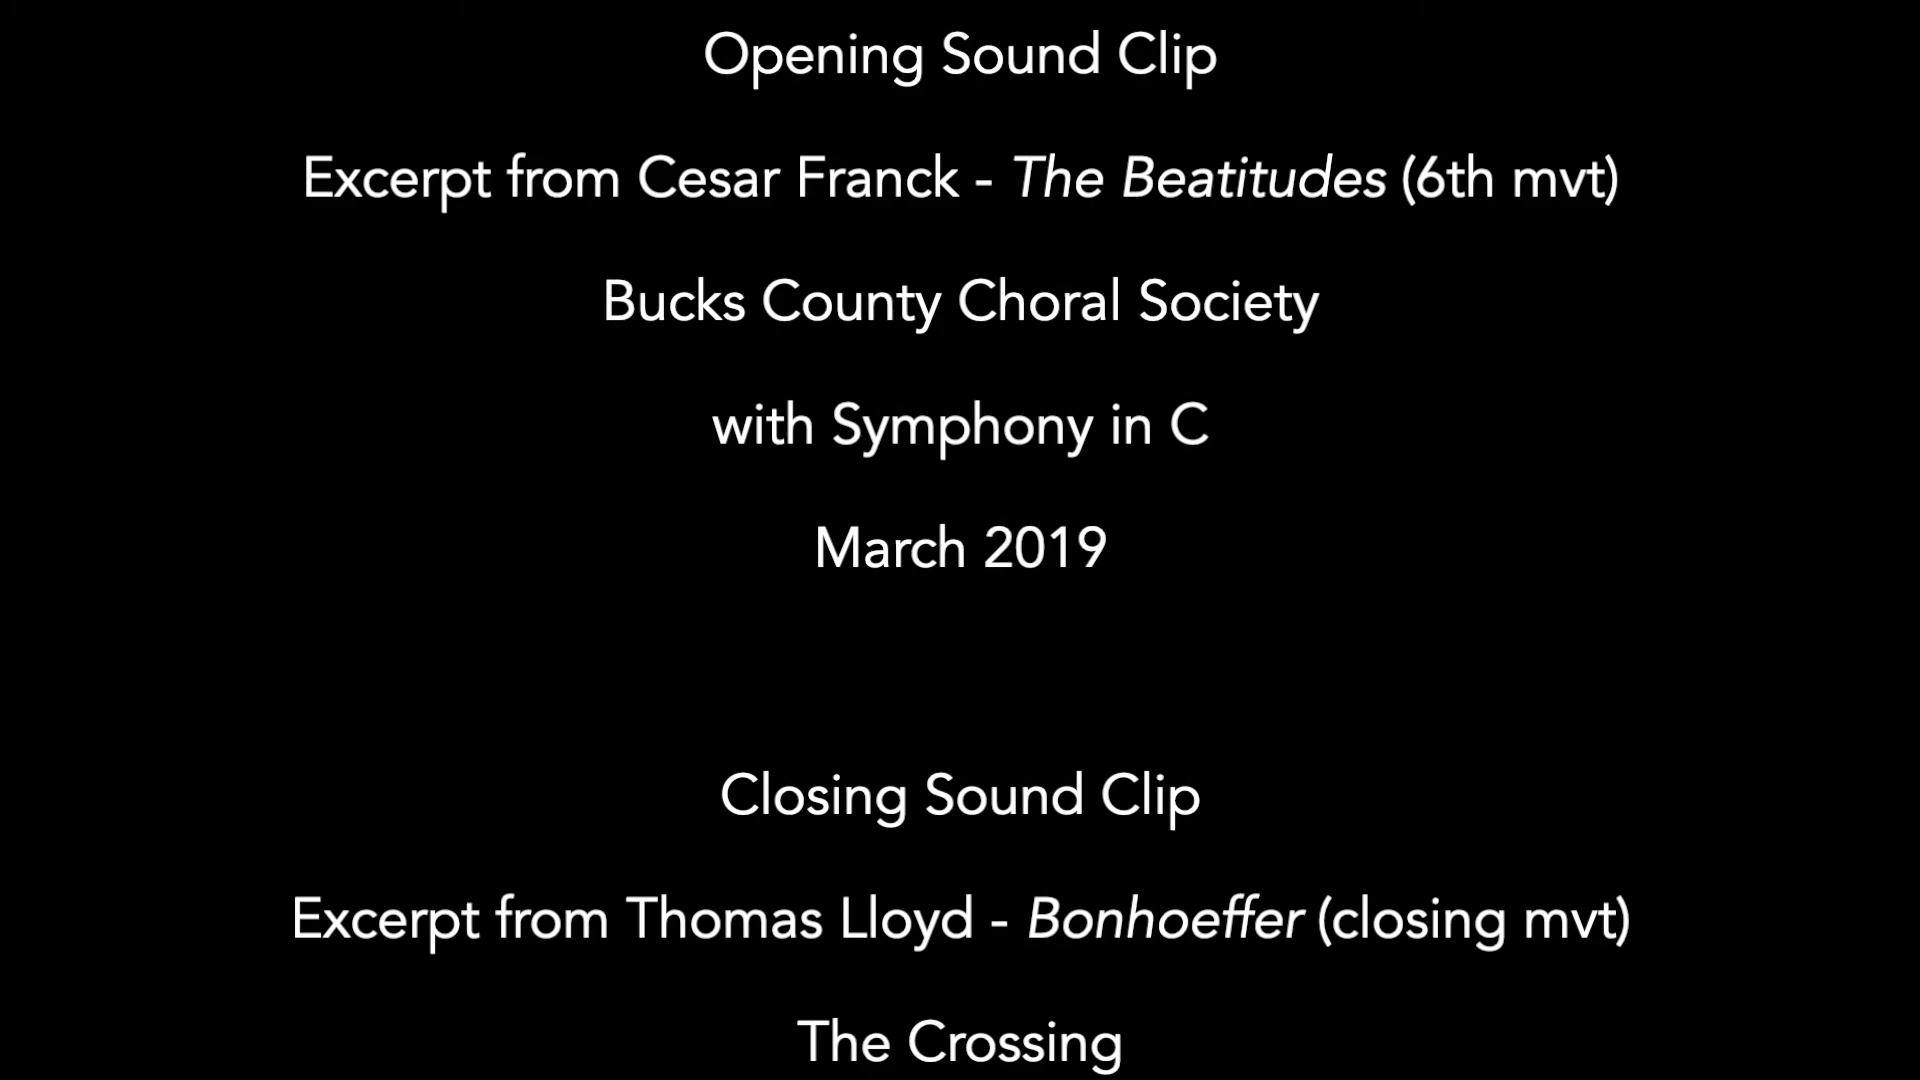 Opening Sound Clip
Excerpt from Cesar Franck - The Beatitudes (6th mvt)
Bucks County Choral Society
with Symphony in C
March 2019
Closing Sound Clip
Excerpt from Thomas Lloyd - Bonhoeffer (closing mvt)
The Crossing